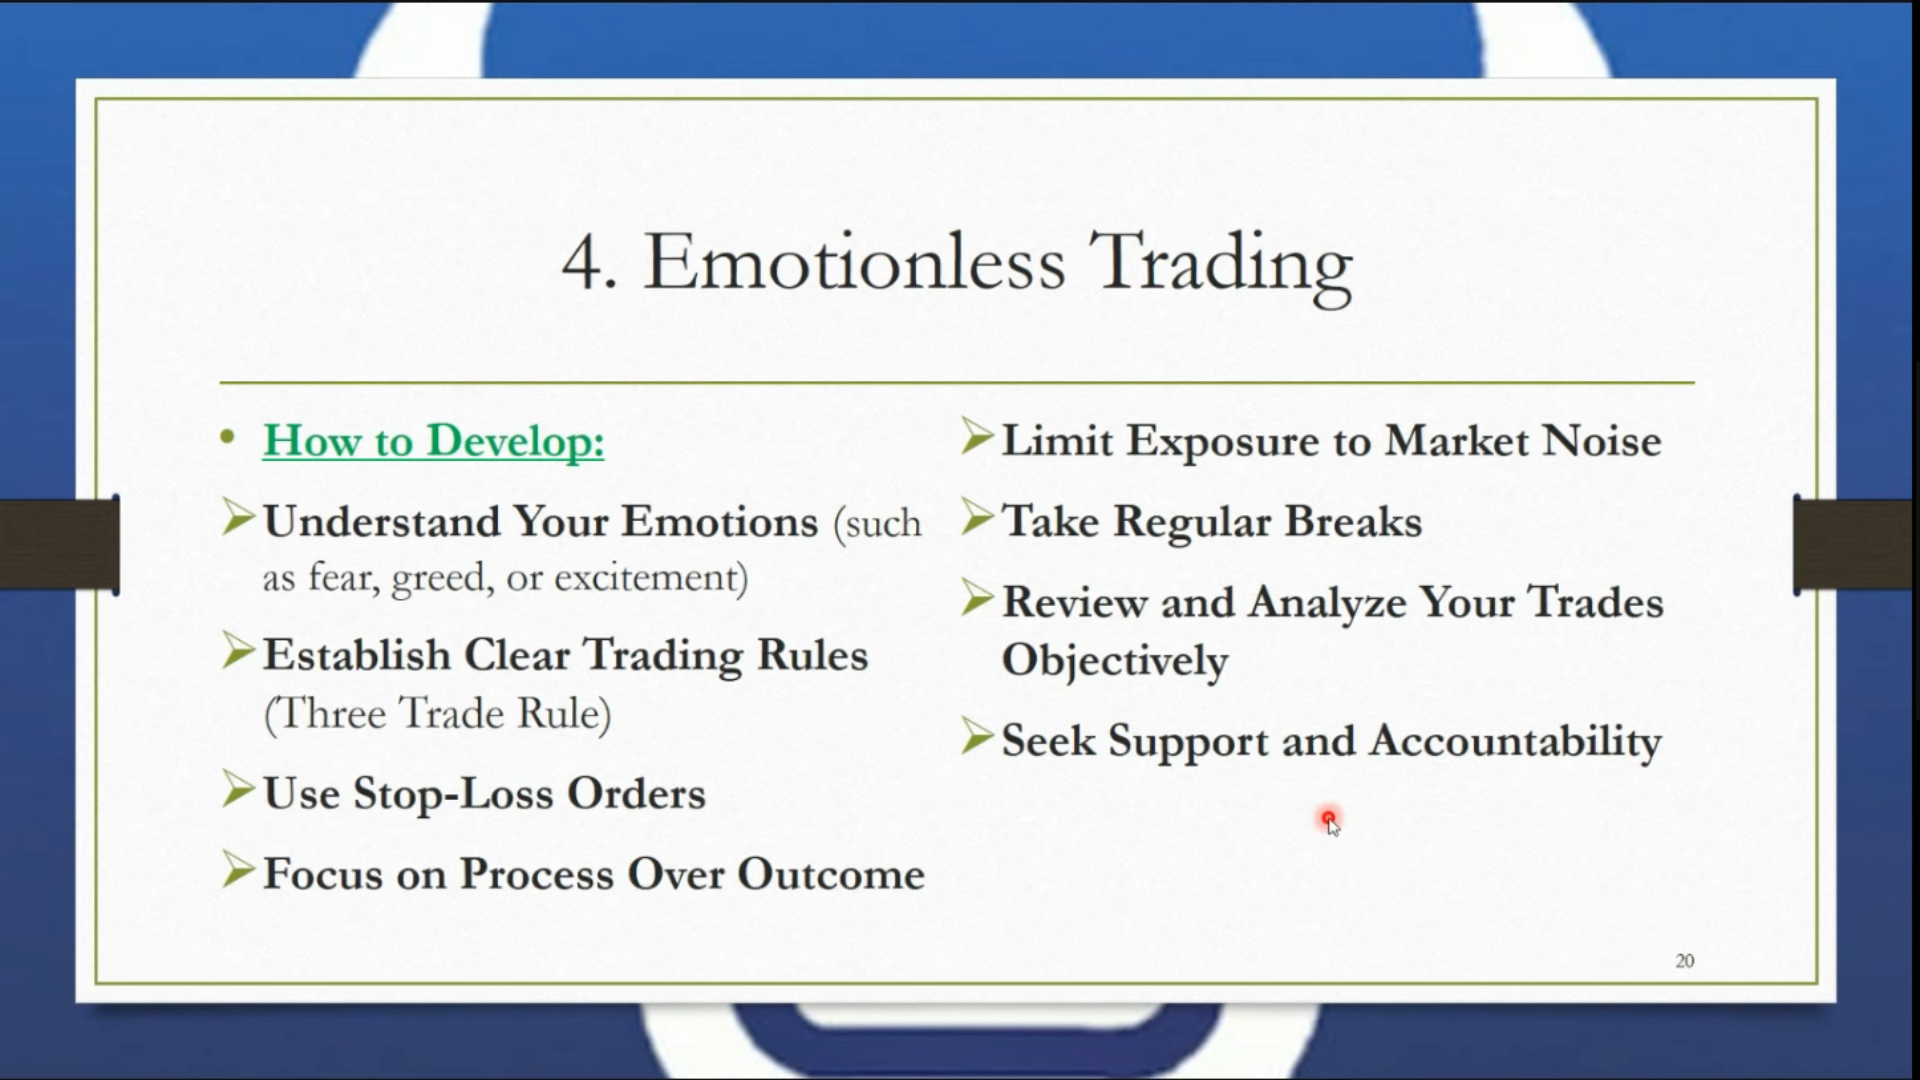 4. Emotionless Trading
• How to Develop:
➢ Understand Your Emotions (such
as fear, greed, or excitement)
➢ Establish Clear Trading Rules
(Three Trade Rule)
➢ Use Stop-Loss Orders
➢ Focus on Process Over Outcome
➢ Limit Exposure to Market Noise
➢ Take Regular Breaks
➢ Review and Analyze Your Trades
Objectively
➢ Seek Support and Accountability
20